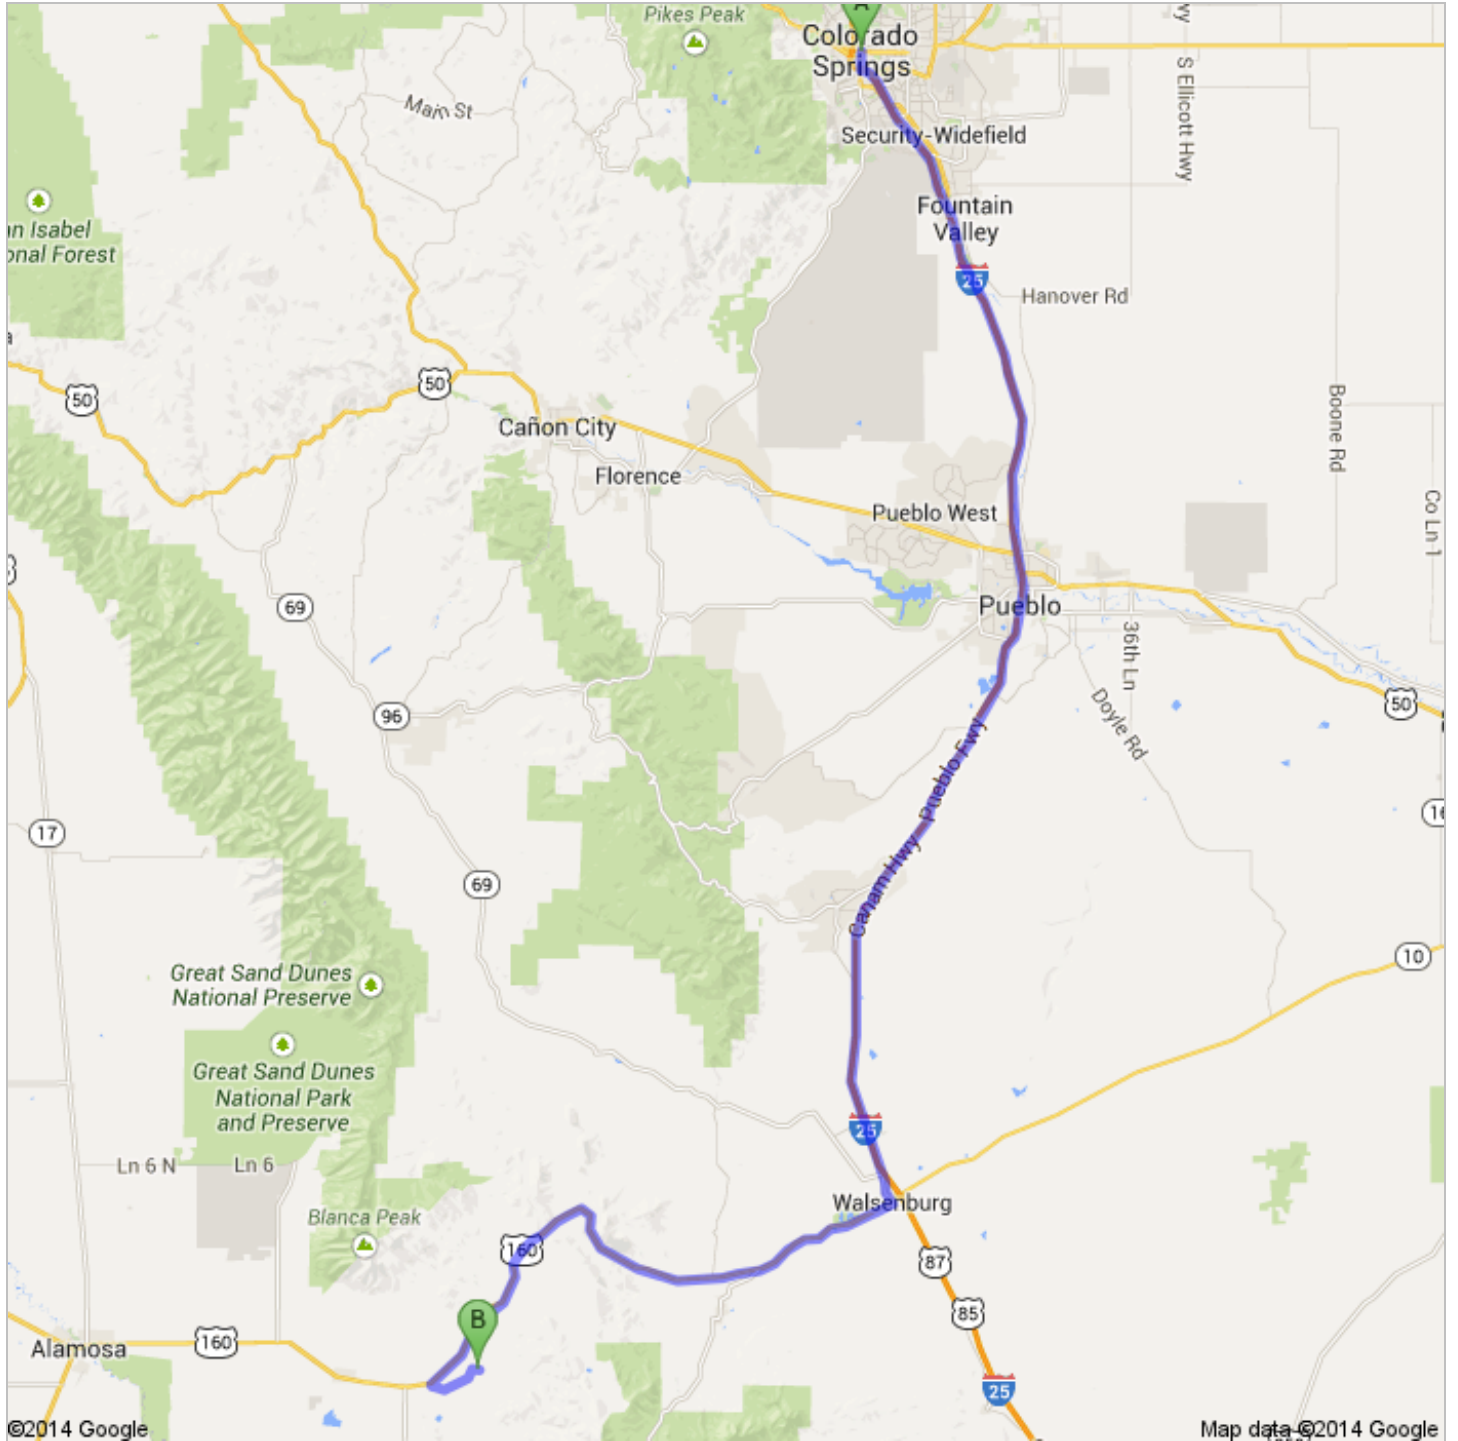 Pikes Peak
A
Colorado
Springs
S Ellicott Hwy
Main St
Security-Widefield
an Isabel
onal Forest
Fountain
Valley
25
Hanover Rd
50
50
Boone Rd
Cañon City
Florence
Pueblo West
Co Ln 1
69
Pueblo
36th Ln
96
50
Doyle Rd
Canam Hwy
Pueblo Fwy
17
16
69
10
Great Sand Dunes
National Preserve
Great Sand Dunes
National Park
and Preserve
25
Ln 6 N
Ln 6
Walsenburg
Blanca Peak
160
87
85
B
160
Alamosa
25
©2014 Google
Map data ©2014 Google